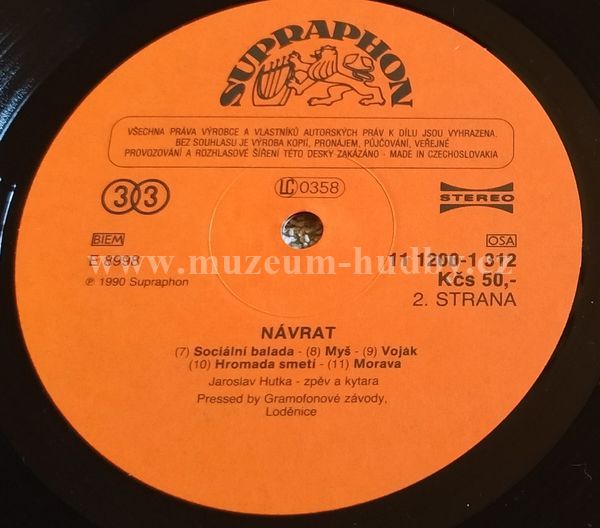 SUPRAPHON
VŠECHNA PRÁVA VÝROBCE A VLASTNÍKŮ AUTORSKÝCH PRÁV K DÍLU JSOU VYHRAZENA.
BEZ SOUHLASU JE VÝROBA KOPIÍ, PRONÁJEM, PŮJČOVÁNÍ, VEŘEJNÉ
PROVOZOVÁNÍ A ROZHLASOVÉ ŠÍŘENÍ TÉTO DESKY ZAKÁZÁNO - MADE IN CZECHOSLOVAKIA
33
LC 0358
STEREO
BIEM
OSA
E 8998
11 1200-1 312
www.muzeum-hudby.cz
℗ 1990 Supraphon
Kčs 50,-
2. STRANA
NÁVRAT
(7) Sociální balada - (8) Myš - (9) Voják
(10) Hromada smetí - (11) Morava
Jaroslav Hutka - zpěv a kytara
Pressed by Gramofonové závody,
Loděnice